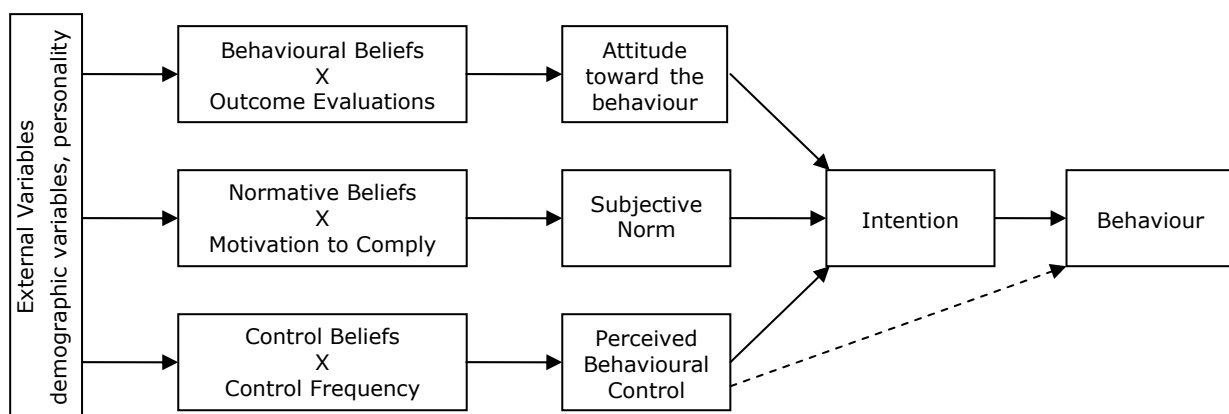 External Variables
demographic variables, personality
Behavioural Beliefs
X
Outcome Evaluations
Attitude
toward the
behaviour
Normative Beliefs
X
Motivation to Comply
Subjective
Norm
Intention
Behaviour
Control Beliefs
X
Control Frequency
Perceived
Behavioural
Control